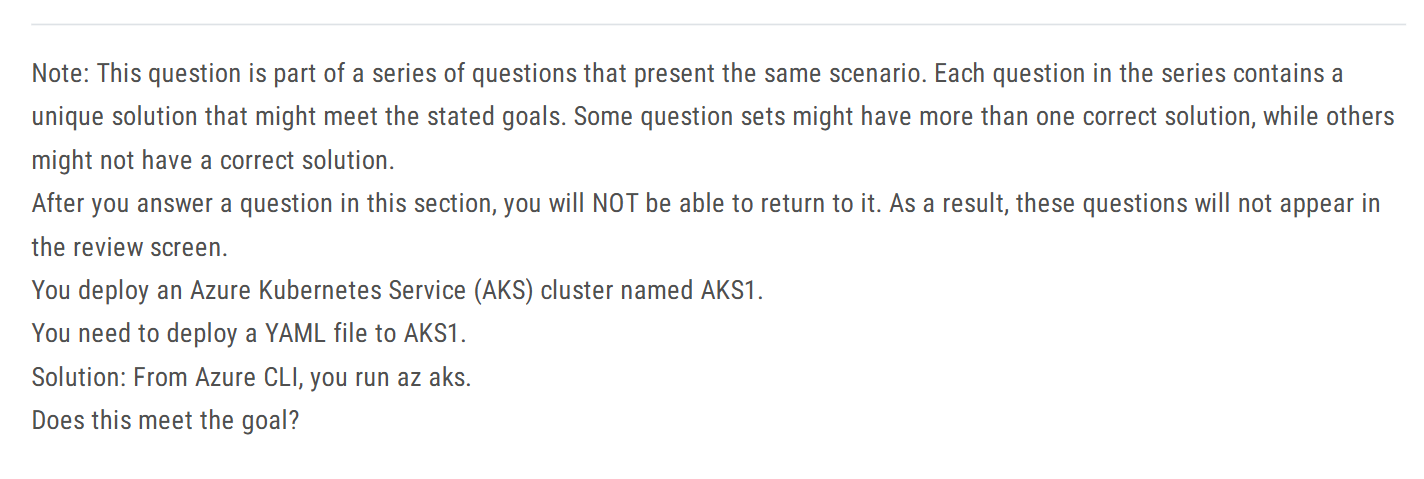 Note: This question is part of a series of questions that present the same scenario. Each question in the series contains a
unique solution that might meet the stated goals. Some question sets might have more than one correct solution, while others
might not have a correct solution.
After you answer a question in this section, you will NOT be able to return to it. As a result, these questions will not appear in
the review screen.
You deploy an Azure Kubernetes Service (AKS) cluster named AKS1.
You need to deploy a YAML file to AKS1.
Solution: From Azure CLI, you run az aks.
Does this meet the goal?